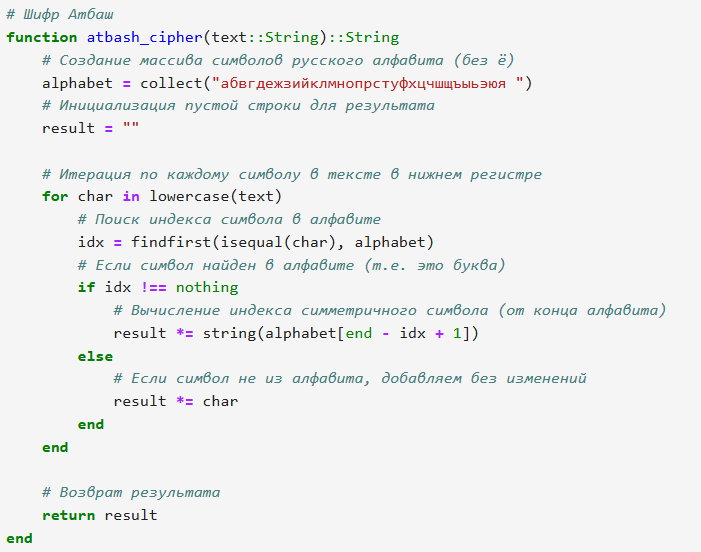 # Шифр Атбаш
function atbash_cipher(text::String)::String
    # Создание массива символов русского алфавита (без ё)
    alphabet = collect("абвгдежзийклмнопрстуфхцчшщъыьэюя ")
    # Инициализация пустой строки для результата
    result = ""

    # Итерация по каждому символу в тексте в нижнем регистре
    for char in lowercase(text)
        # Поиск индекса символа в алфавите
        idx = findfirst(isequal(char), alphabet)
        # Если символ найден в алфавите (т.е. это буква)
        if idx !== nothing
            # Вычисление индекса симметричного символа (от конца алфавита)
            result *= string(alphabet[end - idx + 1])
        else
            # Если символ не из алфавита, добавляем без изменений
            result *= char
        end
    end

    # Возврат результата
    return result
end